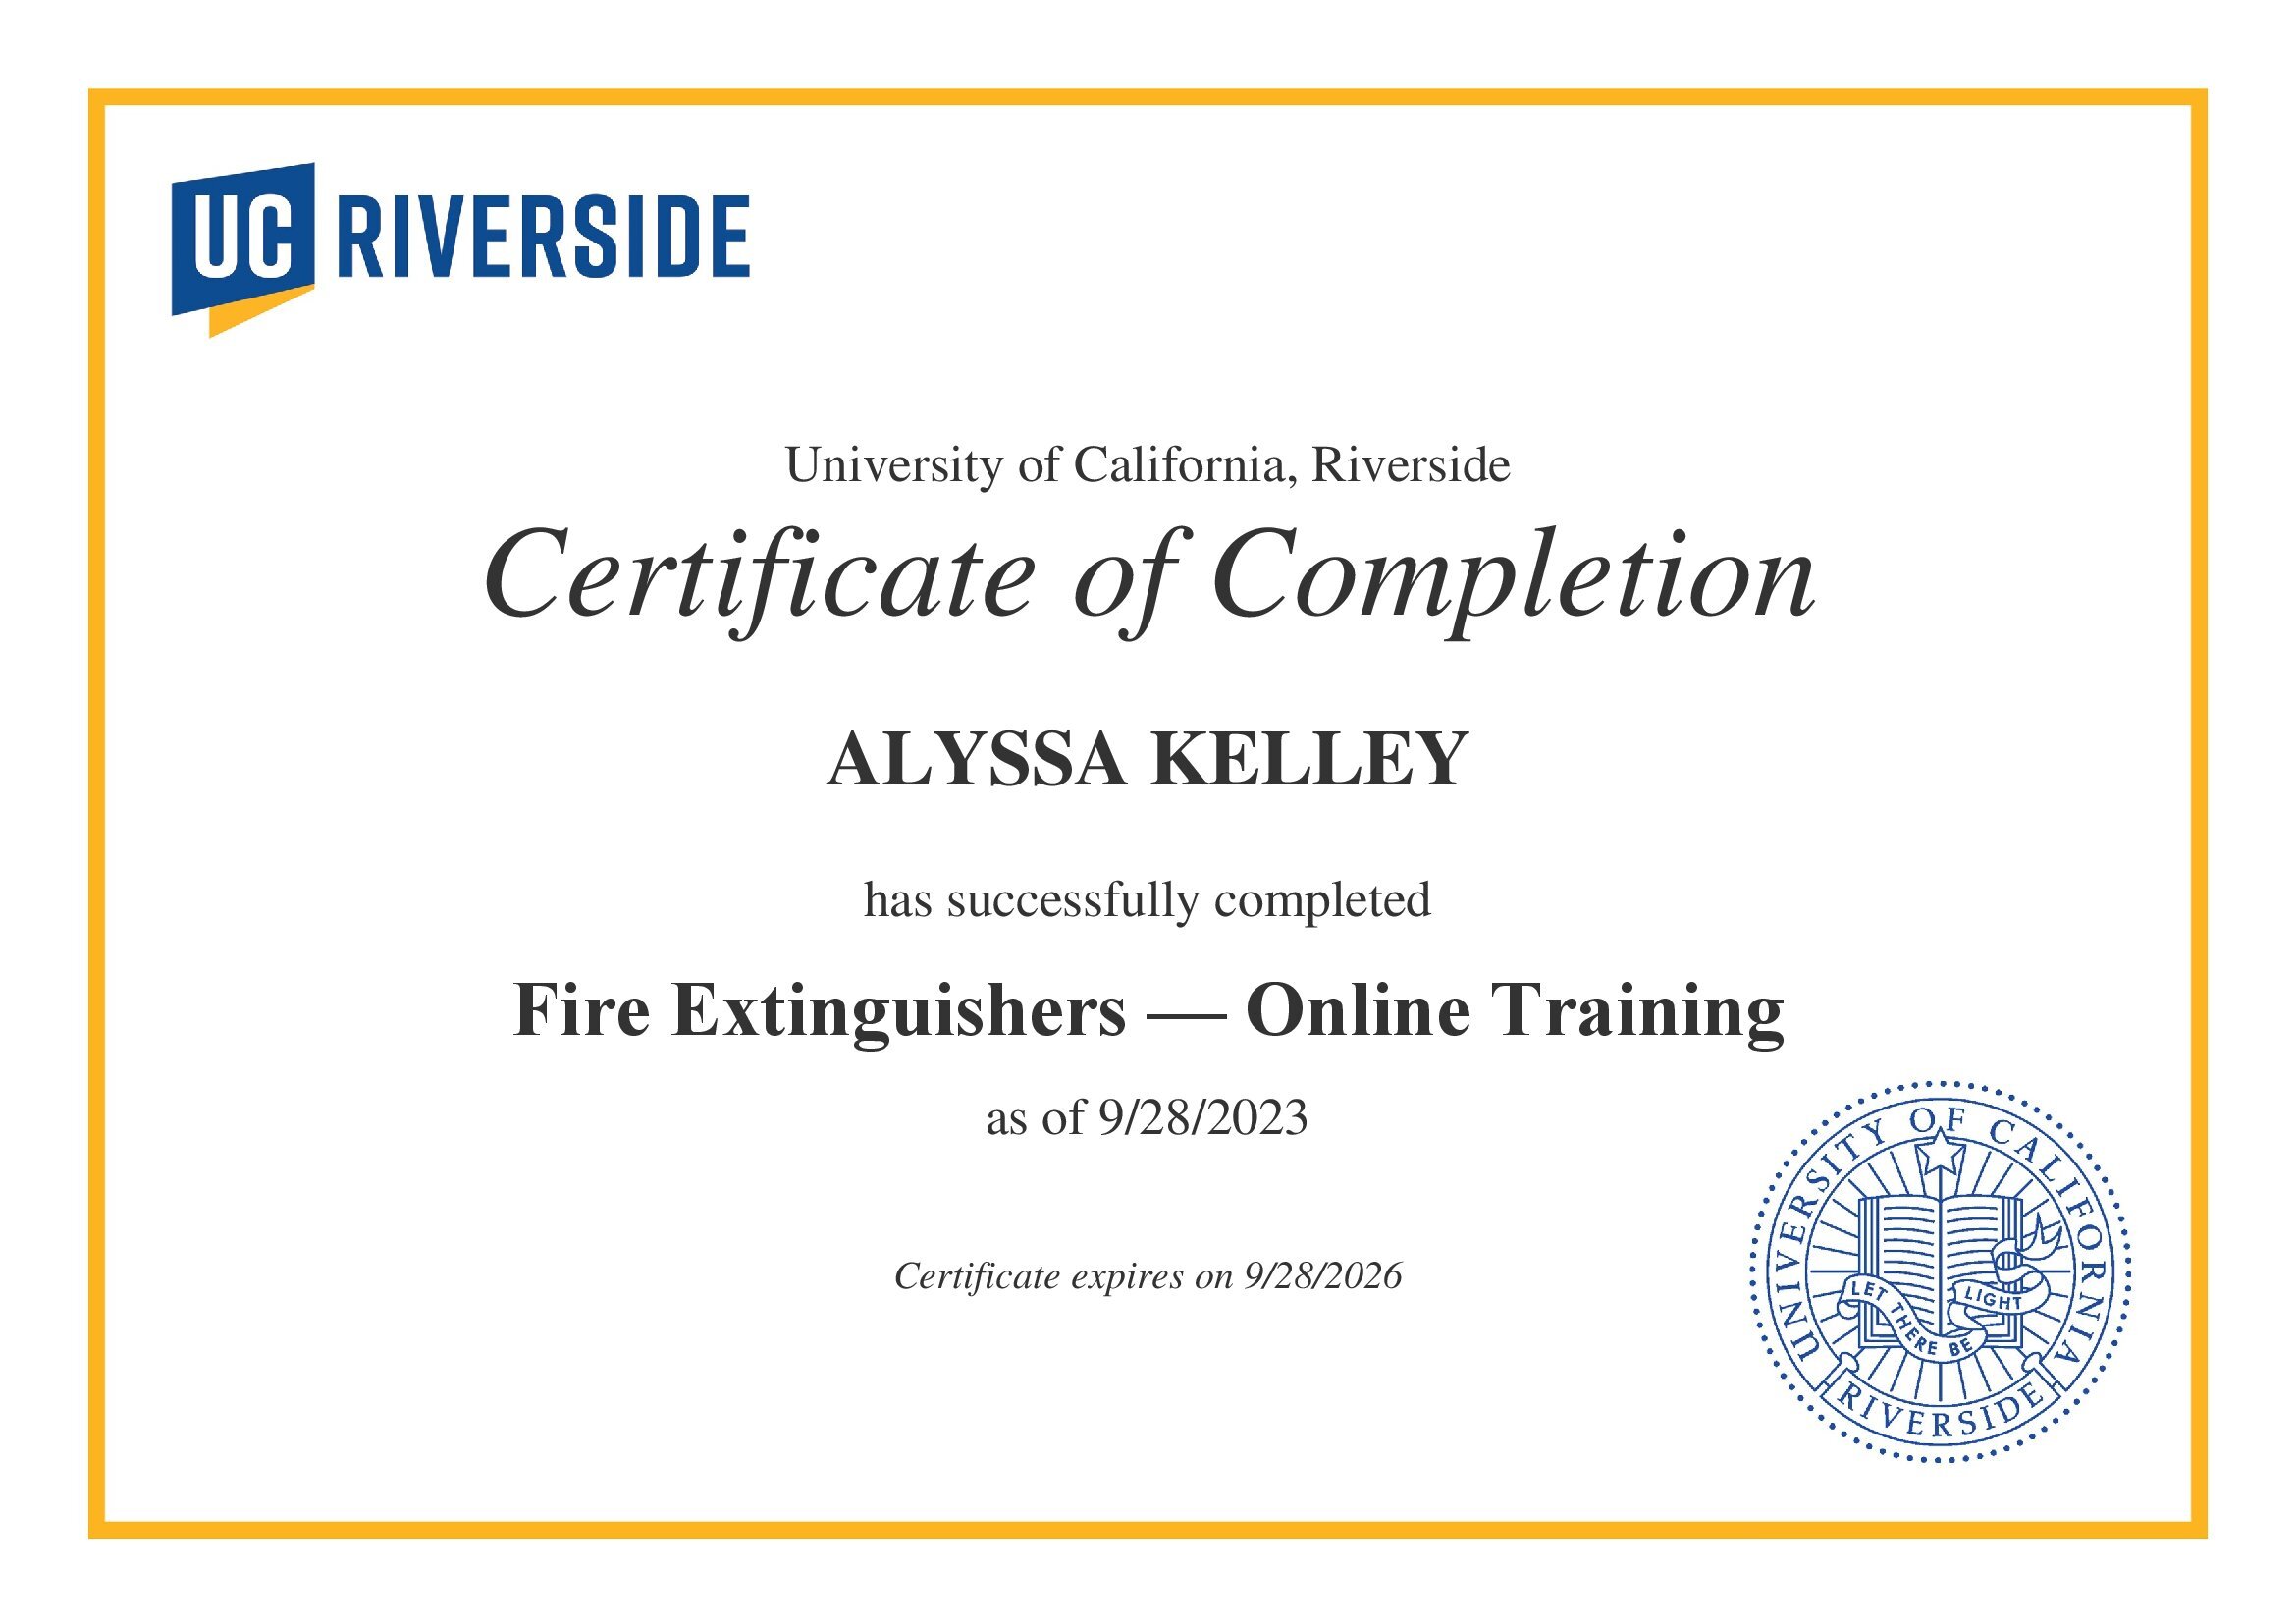 UC RIVERSIDE
University of California, Riverside
Certificate of Completion
ALYSSA KELLEY
has successfully completed
Fire Extinguishers — Online Training
as of 9/28/2023
Certificate expires on 9/28/2026
UNIVERSITY OF CALIFORNIA
LET THERE BE LIGHT
RIVERSIDE